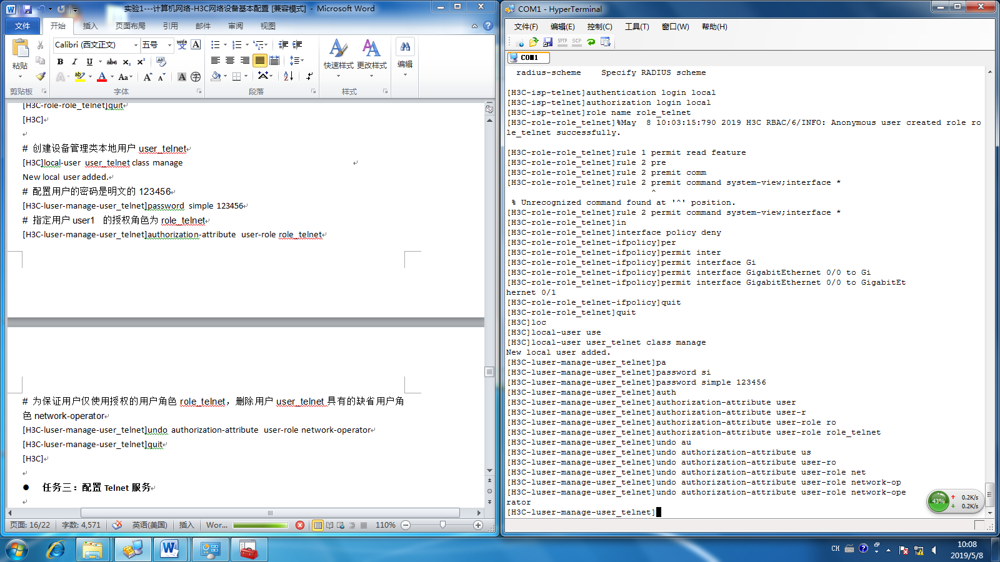 实验1---计算机网络-H3C网络设备基本配置 [兼容模式] - Microsoft Word
文件 开始 插入 页面布局 引用 邮件 审阅 视图
Calibri (西文正文) 五号
粘贴 快速样式 更改样式 编辑
剪贴板 字体 段落 样式
[H3C-role-role_telnet]quit
[H3C]
# 创建设备管理类本地用户 user_telnet
[H3C]local-user user_telnet class manage
New local user added.
# 配置用户的密码是明文的 123456
[H3C-luser-manage-user_telnet]password simple 123456
# 指定用户 user1 的授权角色为 role_telnet
[H3C-luser-manage-user_telnet]authorization-attribute user-role role_telnet
# 为保证用户仅使用授权的用户角色 role_telnet，删除用户 user_telnet 具有的缺省用户角
色 network-operator
[H3C-luser-manage-user_telnet]undo authorization-attribute user-role network-operator
[H3C-luser-manage-user_telnet]quit
[H3C]
● 任务三：配置 Telnet 服务
页面: 16/22 字数: 4,571 英语(美国) 插入 Wor... 110%
COM1 - HyperTerminal
文件(F) 编辑(E) 控制(C) 工具(T) 窗口(W) 帮助(H)
SFTP SCP
COM1
radius-scheme Specify RADIUS scheme
[H3C-isp-telnet]authentication login local
[H3C-isp-telnet]authorization login local
[H3C-isp-telnet]role name role_telnet
[H3C-role-role_telnet]%May 8 10:03:15:790 2019 H3C RBAC/6/INFO: Anonymous user created role ro
le_telnet successfully.
[H3C-role-role_telnet]rule 1 permit read feature
[H3C-role-role_telnet]rule 2 pre
[H3C-role-role_telnet]rule 2 premit comm
[H3C-role-role_telnet]rule 2 premit command system-view;interface *
^
% Unrecognized command found at '^' position.
[H3C-role-role_telnet]rule 2 permit command system-view;interface *
[H3C-role-role_telnet]in
[H3C-role-role_telnet]interface policy deny
[H3C-role-role_telnet-ifpolicy]per
[H3C-role-role_telnet-ifpolicy]permit inter
[H3C-role-role_telnet-ifpolicy]permit interface Gi
[H3C-role-role_telnet-ifpolicy]permit interface GigabitEthernet 0/0 to Gi
[H3C-role-role_telnet-ifpolicy]permit interface GigabitEthernet 0/0 to GigabitEt
hernet 0/1
[H3C-role-role_telnet-ifpolicy]quit
[H3C-role-role_telnet]quit
[H3C]loc
[H3C]local-user use
[H3C]local-user user_telnet class manage
New local user added.
[H3C-luser-manage-user_telnet]pa
[H3C-luser-manage-user_telnet]password si
[H3C-luser-manage-user_telnet]password simple 123456
[H3C-luser-manage-user_telnet]auth
[H3C-luser-manage-user_telnet]authorization-attribute user
[H3C-luser-manage-user_telnet]authorization-attribute user-r
[H3C-luser-manage-user_telnet]authorization-attribute user-role ro
[H3C-luser-manage-user_telnet]authorization-attribute user-role role_telnet
[H3C-luser-manage-user_telnet]undo au
[H3C-luser-manage-user_telnet]undo authorization-attribute us
[H3C-luser-manage-user_telnet]undo authorization-attribute user-ro
[H3C-luser-manage-user_telnet]undo authorization-attribute user-role net
[H3C-luser-manage-user_telnet]undo authorization-attribute user-role network-op
[H3C-luser-manage-user_telnet]undo authorization-attribute user-role network-ope
rator
[H3C-luser-manage-user_telnet]
43% 0.2K/s
0.2K/s
CH 10:08
2019/5/8